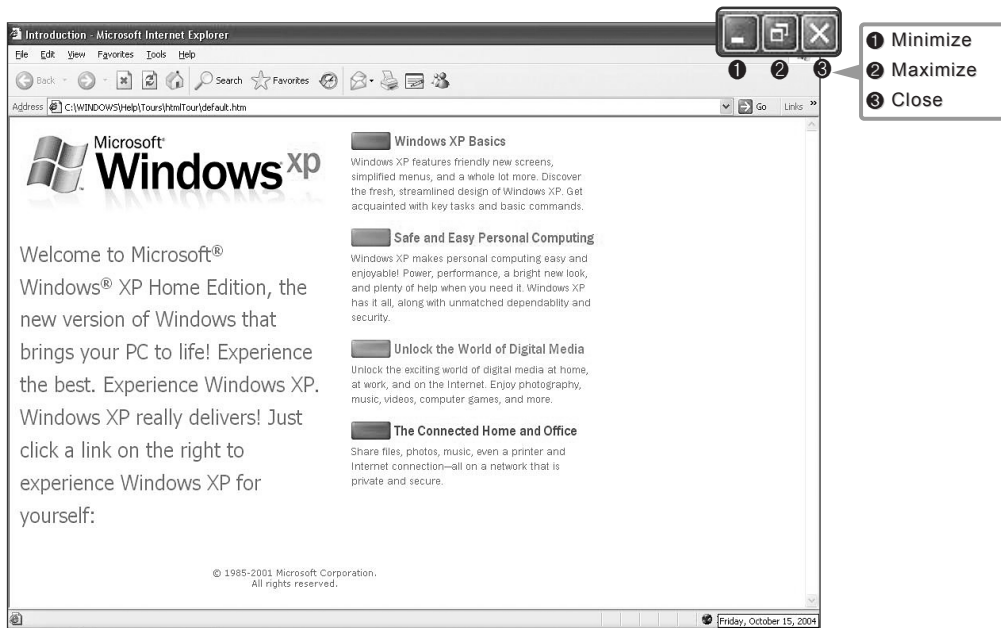 Introduction - Microsoft Internet Explorer
File Edit View Favorites Tools Help
Back Search Favorites
Address C:\WINDOWS\Help\Tours\htmlTour\default.htm Go Links »
❶ ❷ ❸
❶ Minimize
❷ Maximize
❸ Close
Microsoft®
Windows xp
Welcome to Microsoft®
Windows® XP Home Edition, the
new version of Windows that
brings your PC to life! Experience
the best. Experience Windows XP.
Windows XP really delivers! Just
click a link on the right to
experience Windows XP for
yourself:
Windows XP Basics
Windows XP features friendly new screens,
simplified menus, and a whole lot more. Discover
the fresh, streamlined design of Windows XP. Get
acquainted with key tasks and basic commands.
Safe and Easy Personal Computing
Windows XP makes personal computing easy and
enjoyable! Power, performance, a bright new look,
and plenty of help when you need it. Windows XP
has it all, along with unmatched dependablity and
security.
Unlock the World of Digital Media
Unlock the exciting world of digital media at home,
at work, and on the Internet. Enjoy photography,
music, videos, computer games, and more.
The Connected Home and Office
Share files, photos, music, even a printer and
Internet connection—all on a network that is
private and secure.
© 1985-2001 Microsoft Corporation.
All rights reserved.
Friday, October 15, 2004